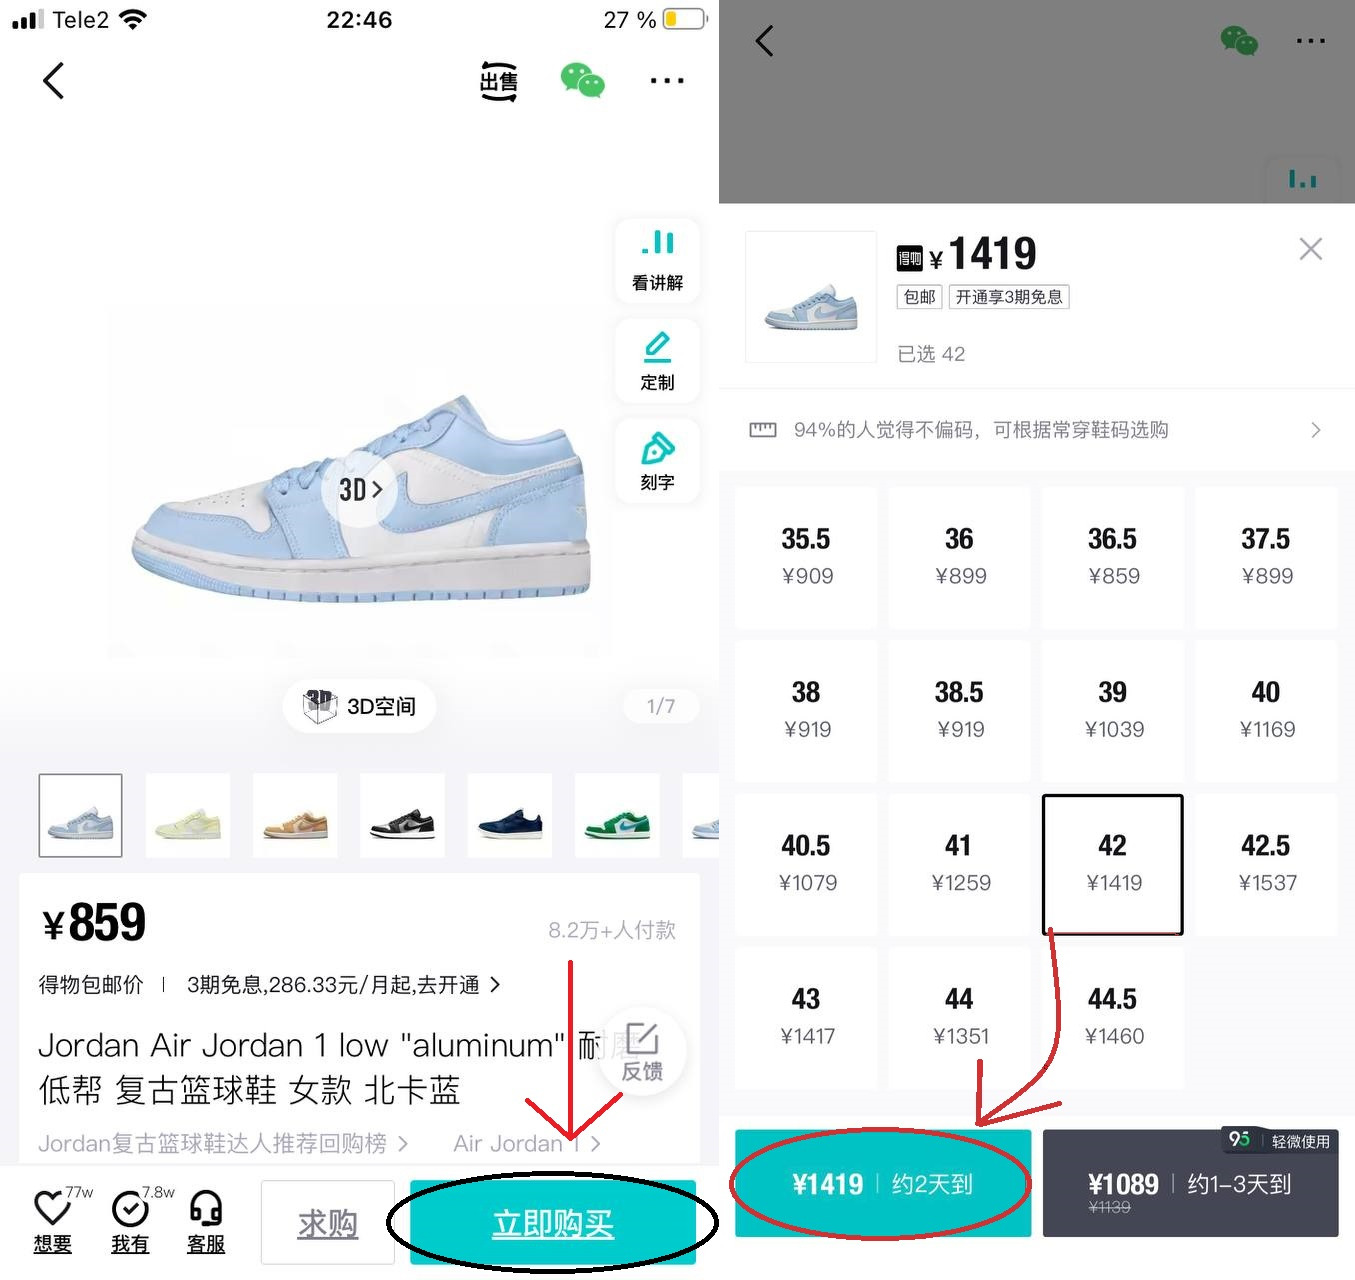 Tele2
22:46
27 %
出售
看讲解
定制
刻字
3D >
3D空间
1/7
¥859
8.2万+人付款
得物包邮价 | 3期免息,286.33元/月起,去开通 >
Jordan Air Jordan 1 low "aluminum" 耐磨
低帮 复古篮球鞋 女款 北卡蓝
反馈
Jordan复古篮球鞋达人推荐回购榜 > Air Jordan 1 >
77w
想要
7.8w
我有
客服
求购
立即购买
得物 ¥1419
包邮 开通享3期免息
已选 42
94%的人觉得不偏码，可根据常穿鞋码选购 >
35.5 36 36.5 37.5
¥909 ¥899 ¥859 ¥899
38 38.5 39 40
¥919 ¥919 ¥1039 ¥1169
40.5 41 42 42.5
¥1079 ¥1259 ¥1419 ¥1537
43 44 44.5
¥1417 ¥1351 ¥1460
¥1419 | 约2天到
95 | 轻微使用
¥1089 | 约1-3天到
¥1139